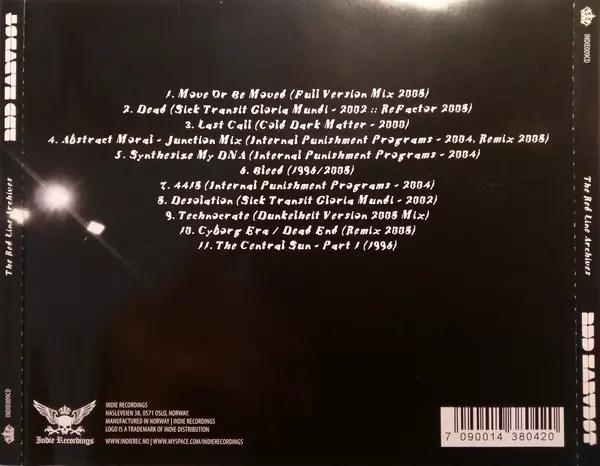 RED HARVEST
The Red Line Archives
INDIE009CD
1. Move Or Be Moved (Full Version Mix 2008)
2. Dead (Sick Transit Gloria Mundi - 2002 :: ReFactor 2008)
3. Last Call (Cold Dark Matter - 2000)
4. Abstract Moral - Junction Mix (Internal Punishment Programs - 2004, Remix 2008)
5. Synthesize My DNA (Internal Punishment Programs - 2004)
6. Bleed (1996/2008)
7. 4418 (Internal Punishment Programs - 2004)
8. Desolation (Sick Transit Gloria Mundi - 2002)
9. Technocrate (Dunkelheit Version 2008 Mix)
10. Cyborg Era / Dead End (Remix 2008)
11. The Central Sun - Part 1 (1996)
Indie Recordings
INDIE RECORDINGS
HASLEVEIEN 38, 0571 OSLO, NORWAY.
MANUFACTURED IN NORWAY | INDIE RECORDINGS
LOGO IS A TRADEMARK OF INDIE DISTRIBUTION
WWW.INDIEREC.NO | WWW.MYSPACE.COM/INDIERECORDINGS
7 090014 380420
INDIE009CD
The Red Line Archives
RED HARVEST